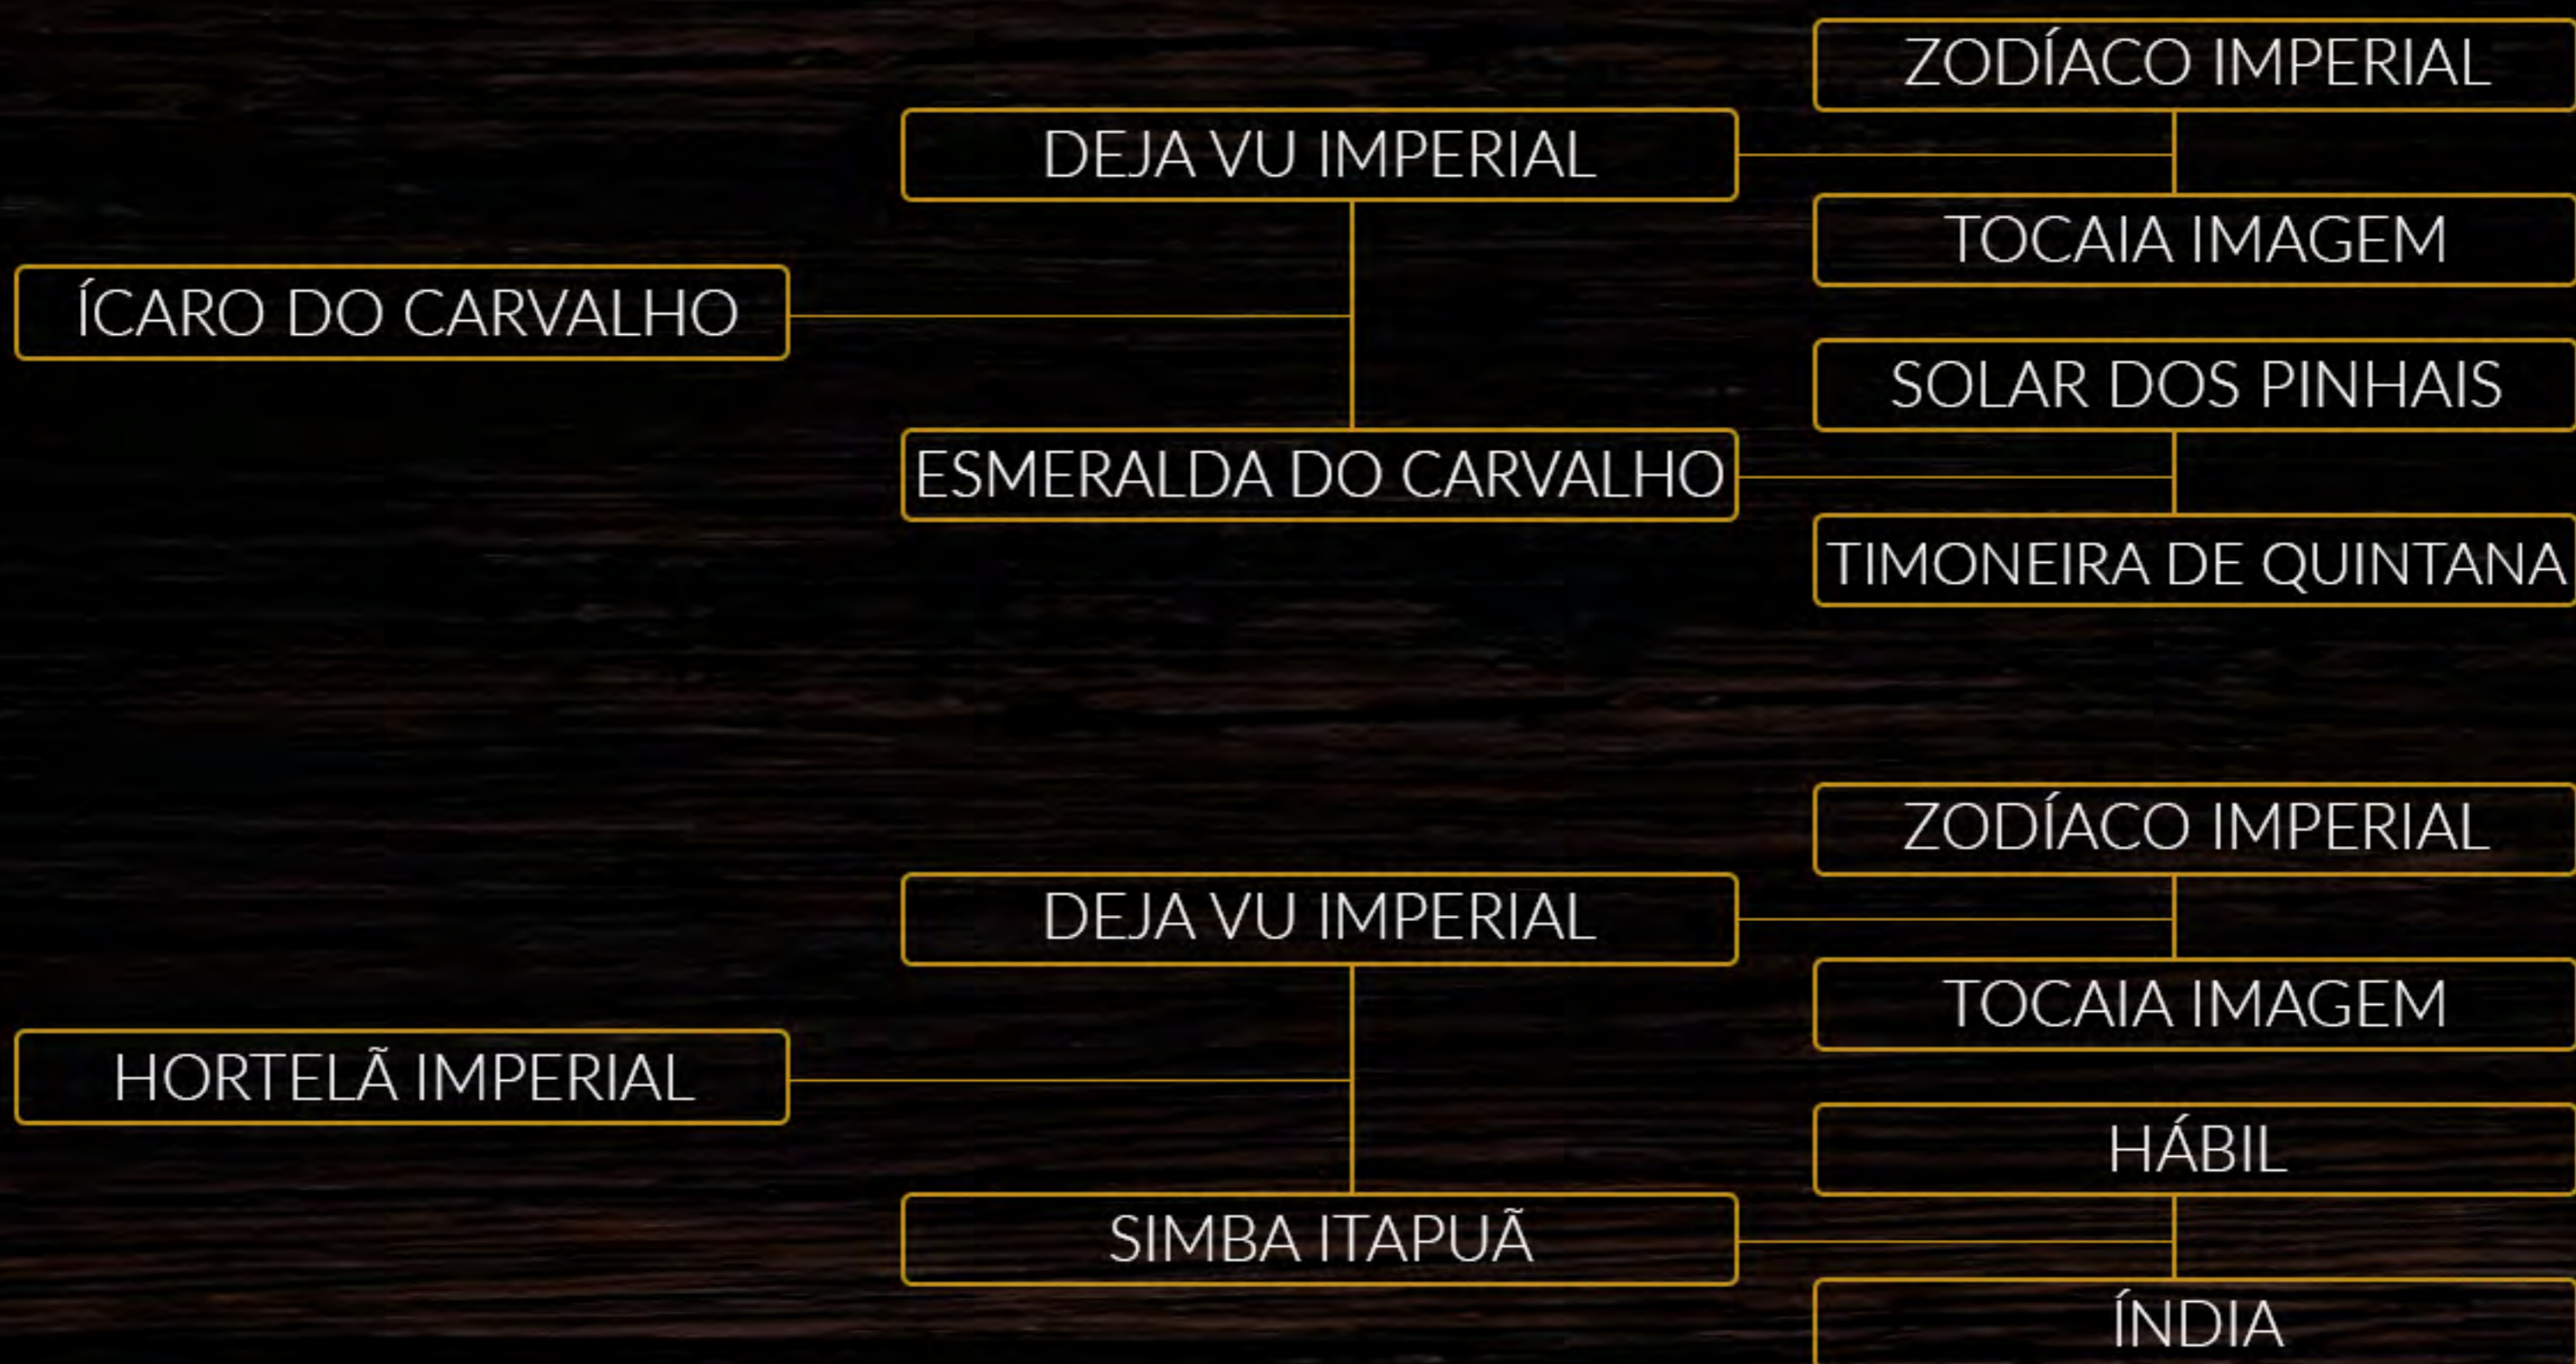 ZODÍACO IMPERIAL
DEJA VU IMPERIAL
TOCAIA IMAGEM
ÍCARO DO CARVALHO
SOLAR DOS PINHAIS
ESMERALDA DO CARVALHO
TIMONEIRA DE QUINTANA
ZODÍACO IMPERIAL
DEJA VU IMPERIAL
TOCAIA IMAGEM
HORTELÃ IMPERIAL
HÁBIL
SIMBA ITAPUÃ
ÍNDIA